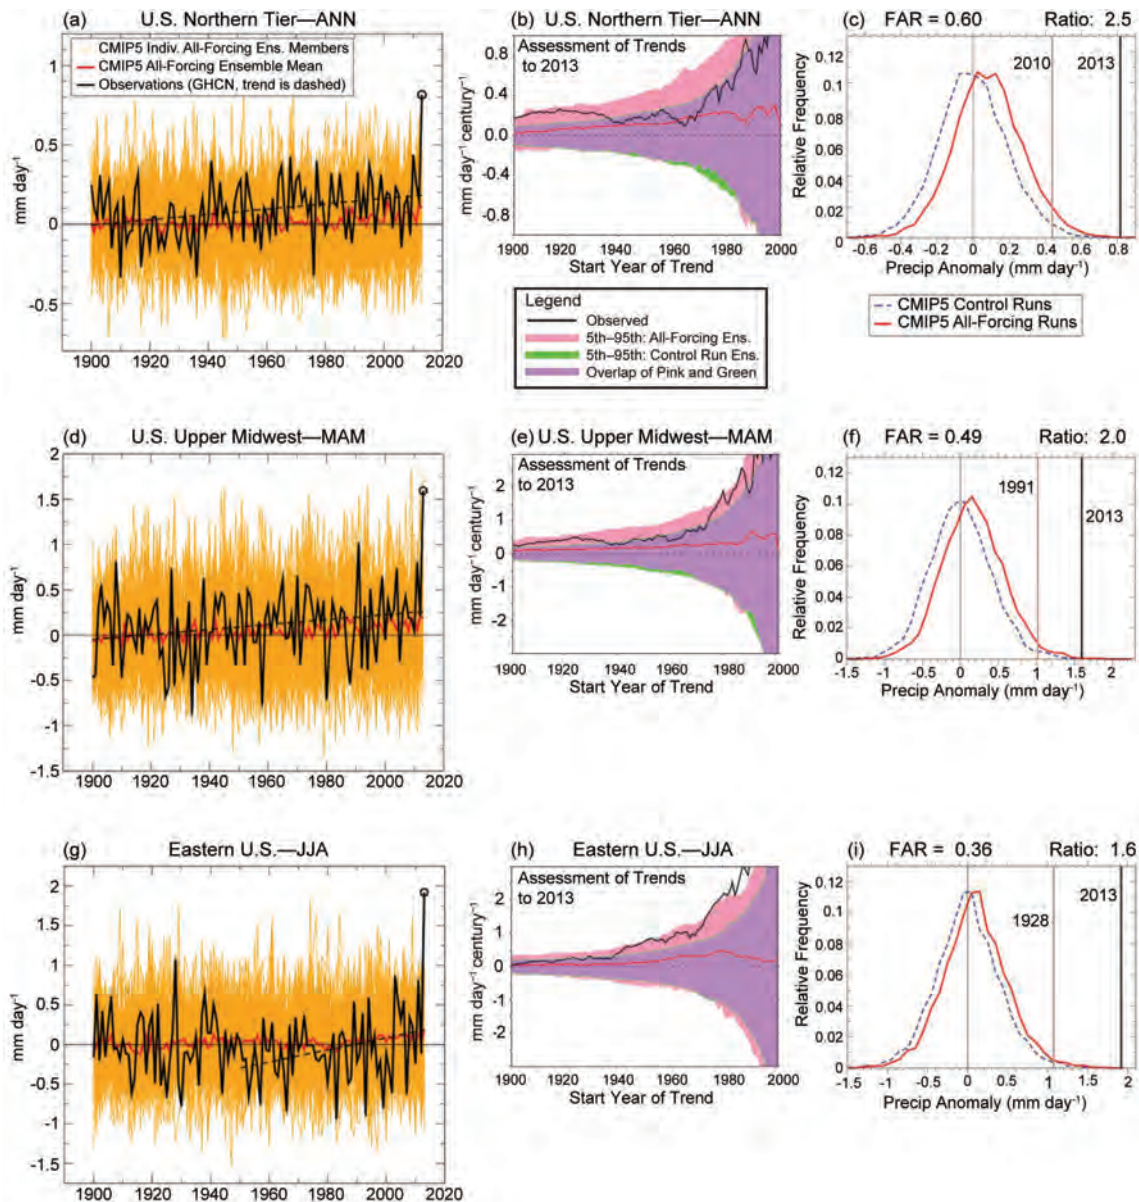 (a) U.S. Northern Tier—ANN
CMIP5 Indiv. All-Forcing Ens. Members
CMIP5 All-Forcing Ensemble Mean
Observations (GHCN, trend is dashed)
mm day⁻¹
1
0.5
0
-0.5
1900 1920 1940 1960 1980 2000 2020
(b) U.S. Northern Tier—ANN
Assessment of Trends
to 2013
mm day⁻¹ century⁻¹
0.8
0.4
0.0
-0.4
-0.8
1900 1920 1940 1960 1980 2000
Start Year of Trend
Legend
Observed
5th–95th: All-Forcing Ens.
5th–95th: Control Run Ens.
Overlap of Pink and Green
(c) FAR = 0.60 Ratio: 2.5
2010 2013
Relative Frequency
0.12
0.1
0.08
0.06
0.04
0.02
0
-0.6 -0.4 -0.2 0 0.2 0.4 0.6 0.8
Precip Anomaly (mm day⁻¹)
CMIP5 Control Runs
CMIP5 All-Forcing Runs
(d) U.S. Upper Midwest—MAM
mm day⁻¹
2
1.5
1
0.5
0
-0.5
-1
-1.5
1900 1920 1940 1960 1980 2000 2020
(e) U.S. Upper Midwest—MAM
Assessment of Trends
to 2013
mm day⁻¹ century⁻¹
2
1
0
-1
-2
1900 1920 1940 1960 1980 2000
Start Year of Trend
(f) FAR = 0.49 Ratio: 2.0
1991
2013
Relative Frequency
0.12
0.1
0.08
0.06
0.04
0.02
0
-1.5 -1 -0.5 0 0.5 1 1.5 2
Precip Anomaly (mm day⁻¹)
(g) Eastern U.S.—JJA
mm day⁻¹
2
1.5
1
0.5
0
-0.5
-1
-1.5
1900 1920 1940 1960 1980 2000 2020
(h) Eastern U.S.—JJA
Assessment of Trends
to 2013
mm day⁻¹ century⁻¹
2
1
0
-1
-2
1900 1920 1940 1960 1980 2000
Start Year of Trend
(i) FAR = 0.36 Ratio: 1.6
2013
1928
Relative Frequency
0.12
0.1
0.08
0.06
0.04
0.02
0
-1.5 -1 -0.5 0 0.5 1 1.5 2
Precip Anomaly (mm day⁻¹)